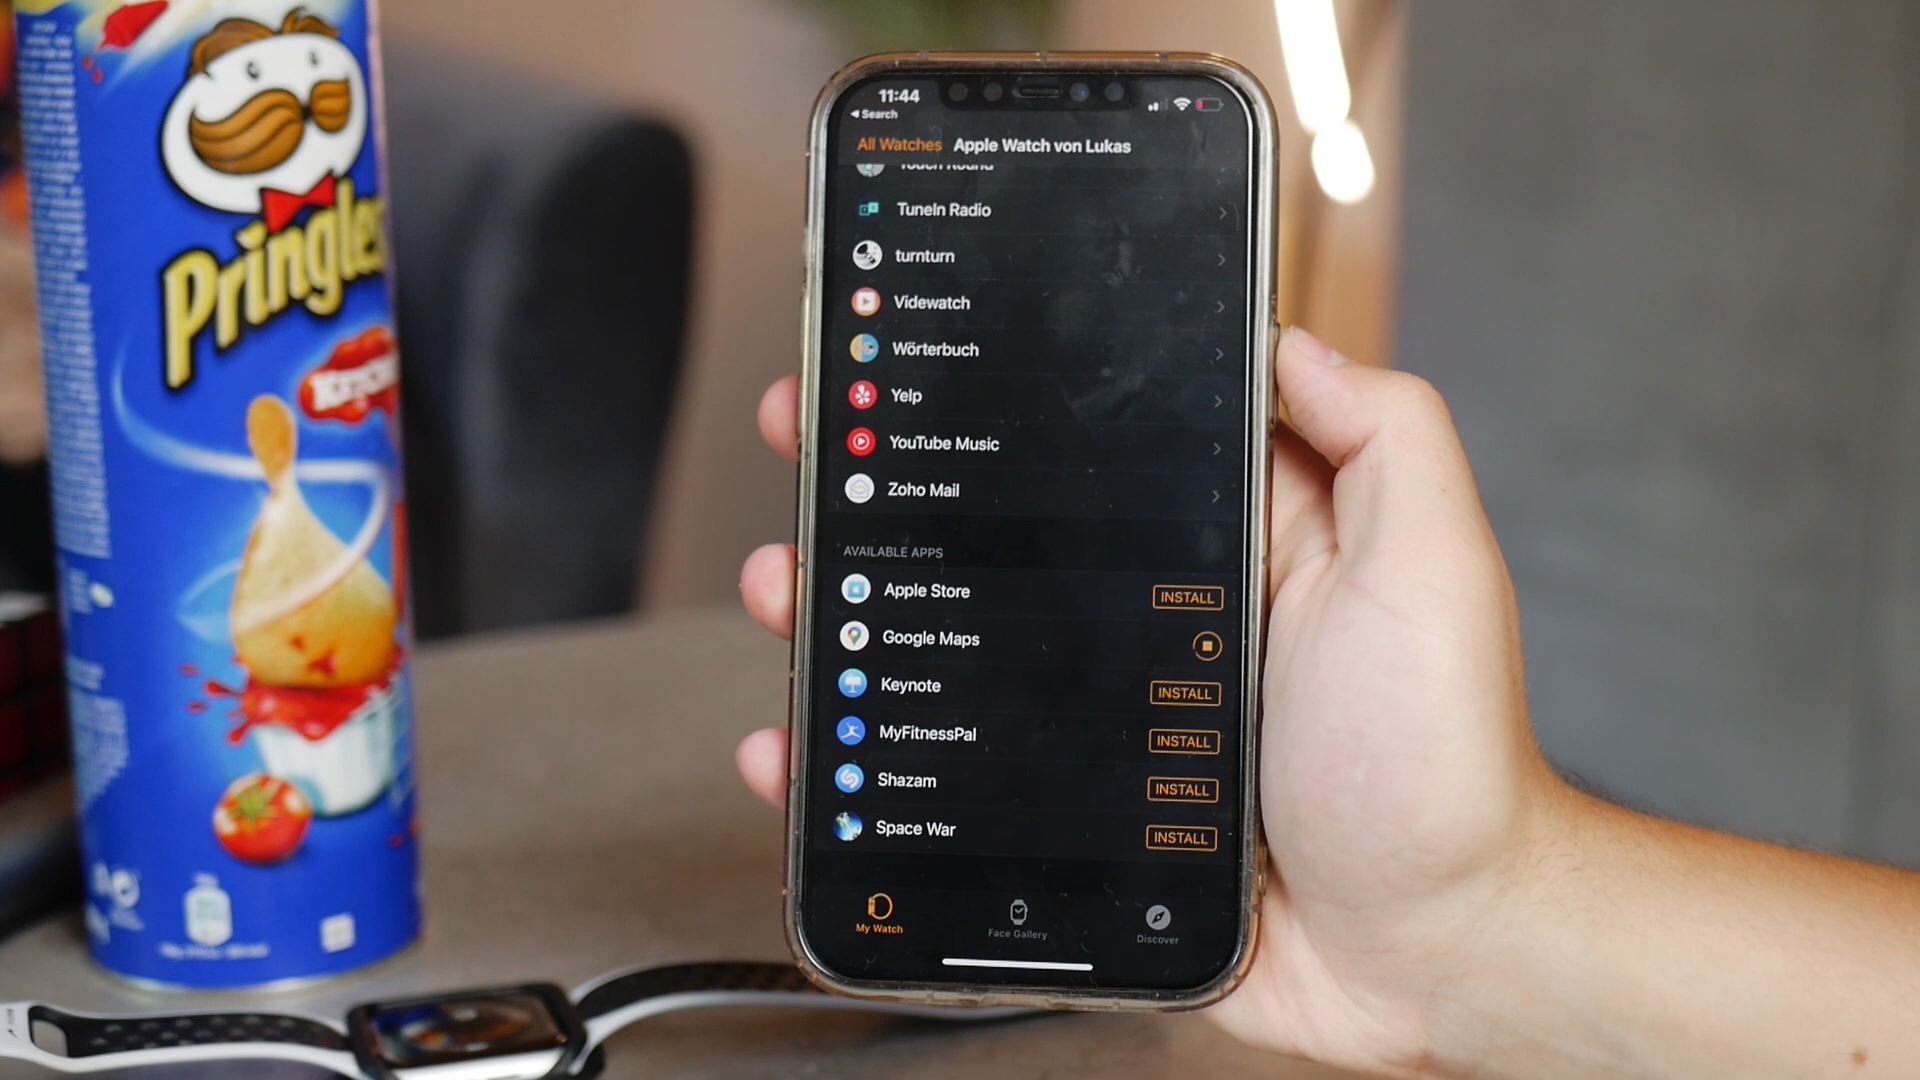 Pringles
11:44
◀ Search
All Watches Apple Watch von Lukas
Touch Round
TuneIn Radio
turnturn
Videwatch
Wörterbuch
Yelp
YouTube Music
Zoho Mail
AVAILABLE APPS
Apple Store INSTALL
Google Maps
Keynote INSTALL
MyFitnessPal INSTALL
Shazam INSTALL
Space War INSTALL
My Watch Face Gallery Discover